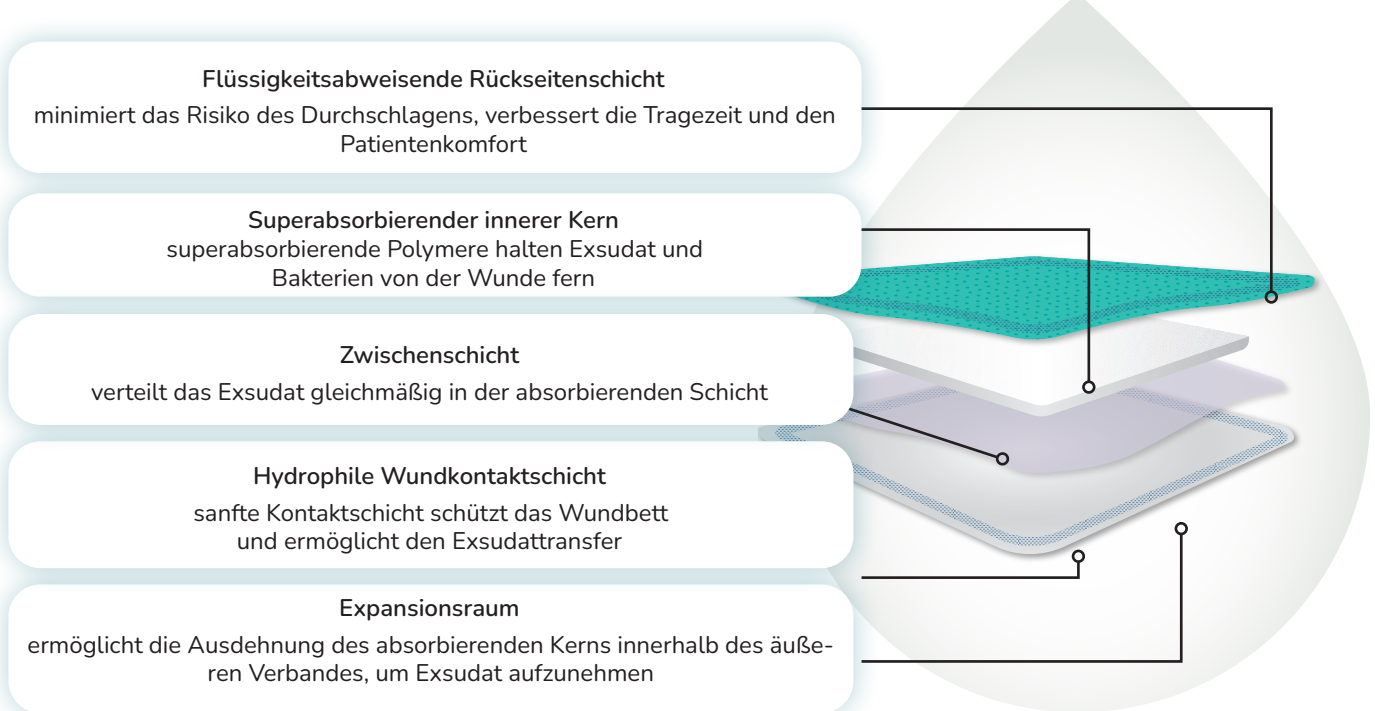 Flüssigkeitsabweisende Rückseitenschicht
minimiert das Risiko des Durchschlagens, verbessert die Tragezeit und den
Patientenkomfort
Superabsorbierender innerer Kern
superabsorbierende Polymere halten Exsudat und
Bakterien von der Wunde fern
Zwischenschicht
verteilt das Exsudat gleichmäßig in der absorbierenden Schicht
Hydrophile Wundkontaktschicht
sanfte Kontaktschicht schützt das Wundbett
und ermöglicht den Exsudattransfer
Expansionsraum
ermöglicht die Ausdehnung des absorbierenden Kerns innerhalb des äuße-
ren Verbandes, um Exsudat aufzunehmen